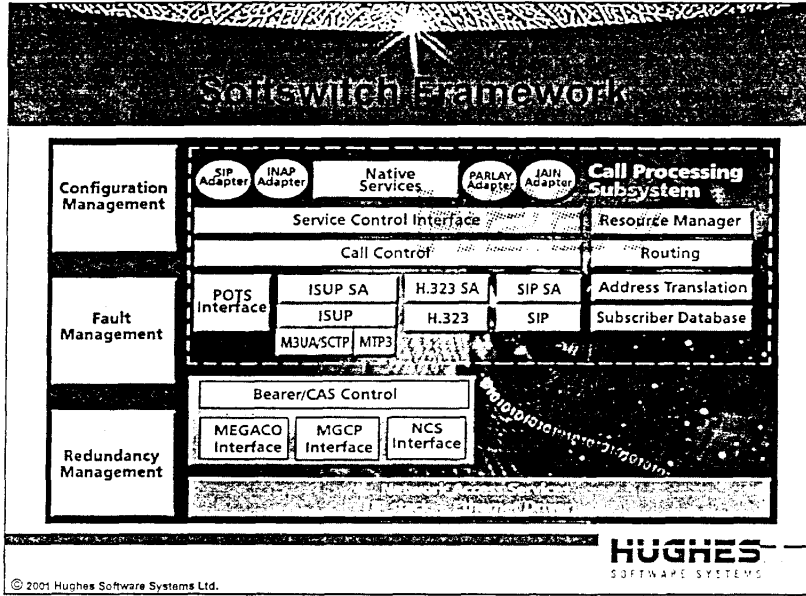 Softswitch Framework
Configuration
Management
Fault
Management
Redundancy
Management
SIP
Adapter
INAP
Adapter
Native
Services
PARLAY
Adapter
JAIN
Adapter
Call Processing
Subsystem
Service Control Interface
Resource Manager
Call Control
Routing
POTS
Interface
ISUP SA
H.323 SA
SIP SA
Address Translation
ISUP
H.323
SIP
Subscriber Database
M3UA/SCTP
MTP3
Bearer/CAS Control
MEGACO
Interface
MGCP
Interface
NCS
Interface
HUGHES
SOFTWARE SYSTEMS
© 2001 Hughes Software Systems Ltd.